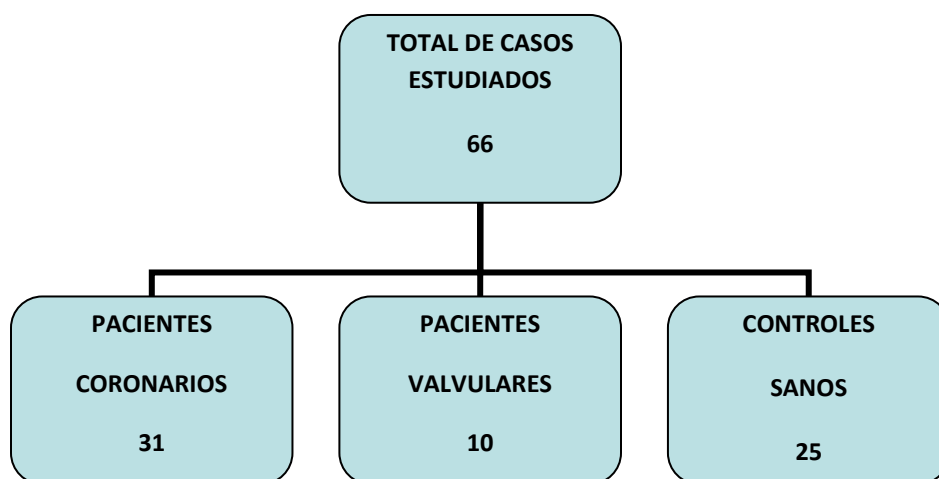 TOTAL DE CASOS
ESTUDIADOS
66
PACIENTES
CORONARIOS
31
PACIENTES
VALVULARES
10
CONTROLES
SANOS
25